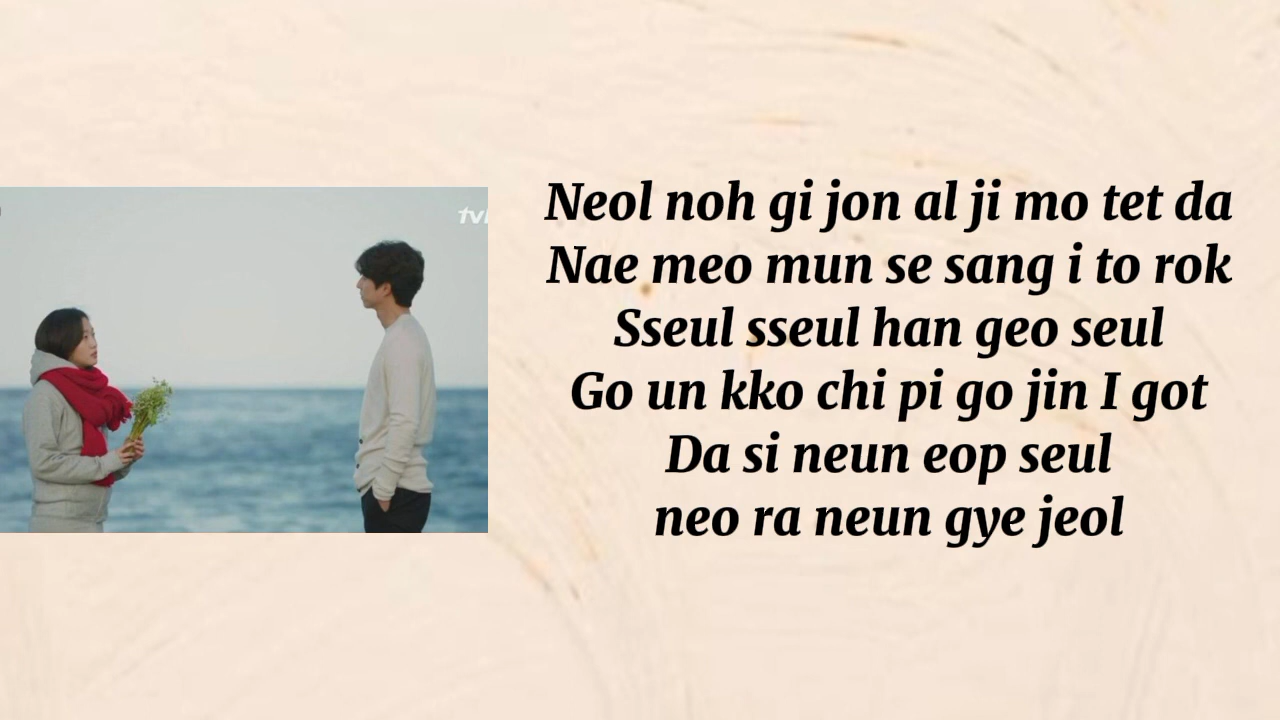 Neol noh gi jon al ji mo tet da
Nae meo mun se sang i to rok
Sseul sseul han geo seul
Go un kko chi pi go jin I got
Da si neun eop seul
neo ra neun gye jeol